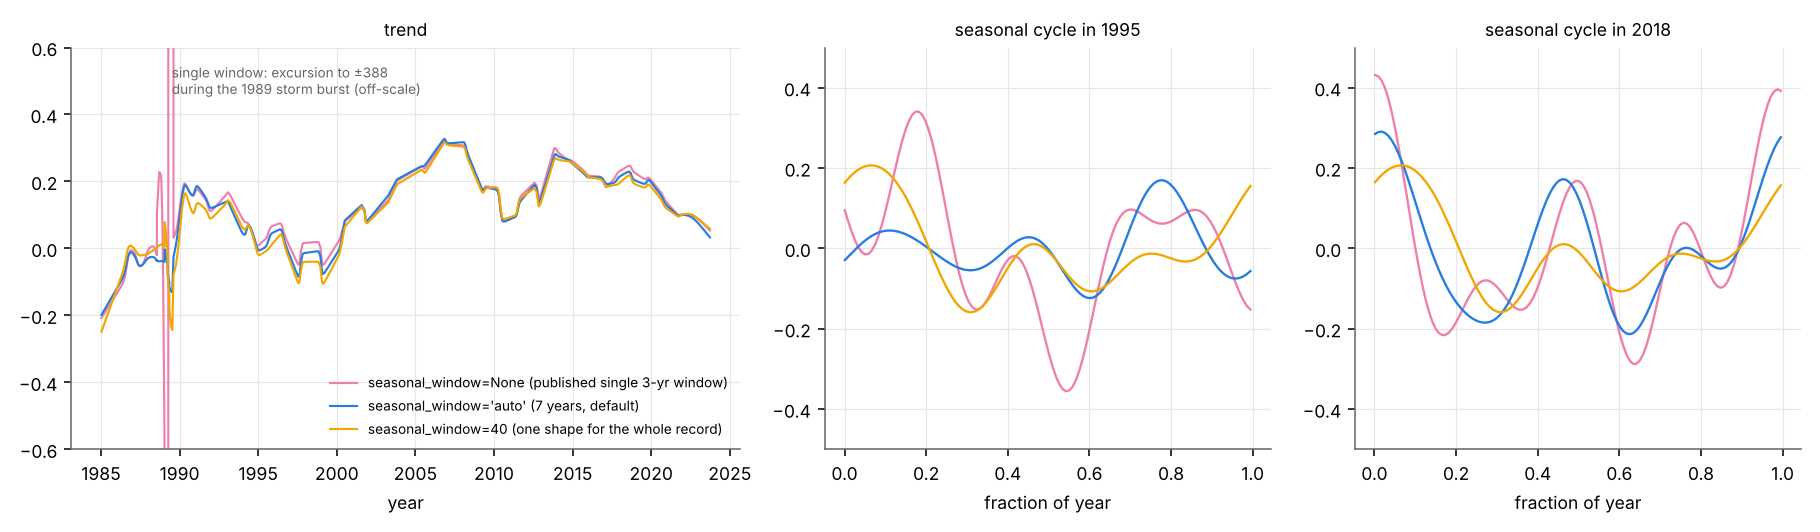 trend
0.6
0.4
0.2
0.0
−0.2
−0.4
−0.6
single window: excursion to ±388
during the 1989 storm burst (off-scale)
seasonal_window=None (published single 3-yr window)
seasonal_window='auto' (7 years, default)
seasonal_window=40 (one shape for the whole record)
1985 1990 1995 2000 2005 2010 2015 2020 2025
year
seasonal cycle in 1995
0.4
0.2
0.0
−0.2
−0.4
0.0 0.2 0.4 0.6 0.8 1.0
fraction of year
seasonal cycle in 2018
0.4
0.2
0.0
−0.2
−0.4
0.0 0.2 0.4 0.6 0.8 1.0
fraction of year